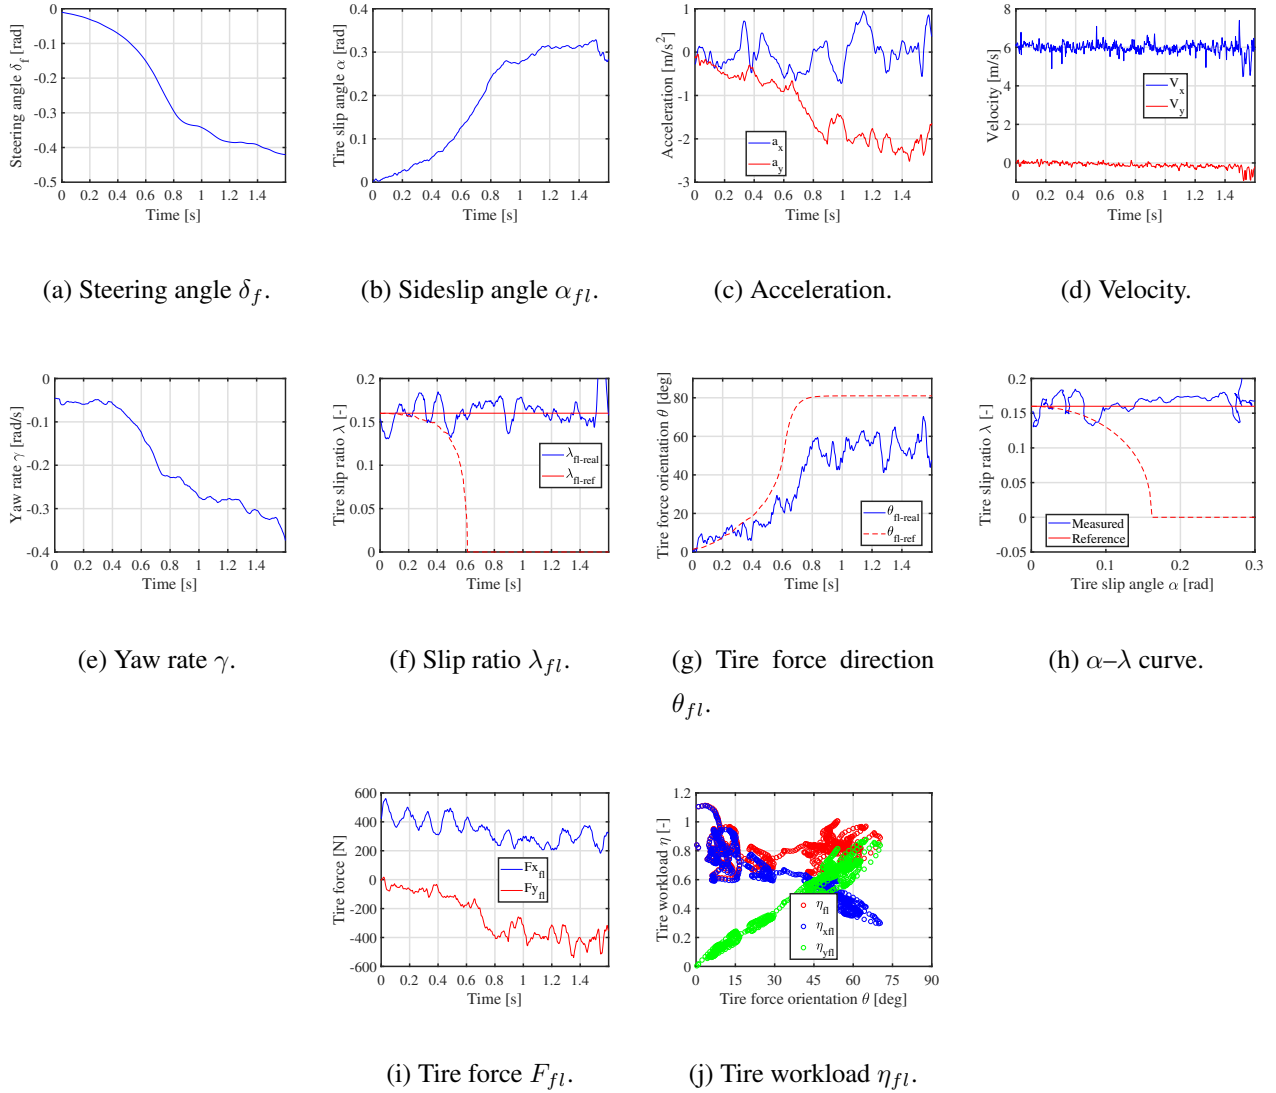 0
-0.1
-0.2
-0.3
-0.4
-0.5
0 0.2 0.4 0.6 0.8 1 1.2 1.4
Steering angle δf [rad]
Time [s]
(a) Steering angle δf.
0.4
0.3
0.2
0.1
0
0 0.2 0.4 0.6 0.8 1 1.2 1.4
Tire slip angle α [rad]
Time [s]
(b) Sideslip angle αfl.
1
0
-1
-2
-3
0 0.2 0.4 0.6 0.8 1 1.2 1.4
Acceleration [m/s2]
ax
ay
Time [s]
(c) Acceleration.
8
6
4
2
0
0 0.2 0.4 0.6 0.8 1 1.2 1.4
Velocity [m/s]
Vx
Vy
Time [s]
(d) Velocity.
0
-0.1
-0.2
-0.3
-0.4
0 0.2 0.4 0.6 0.8 1 1.2 1.4
Yaw rate γ [rad/s]
Time [s]
(e) Yaw rate γ.
0.2
0.15
0.1
0.05
0
0 0.2 0.4 0.6 0.8 1 1.2 1.4
Tire slip ratio λ [-]
λfl-real
λfl-ref
Time [s]
(f) Slip ratio λfl.
80
60
40
20
0
0 0.2 0.4 0.6 0.8 1 1.2 1.4
Tire force orientation θ [deg]
θfl-real
θfl-ref
Time [s]
(g) Tire force direction
θfl.
0.2
0.15
0.1
0.05
0
-0.05
0 0.1 0.2 0.3
Tire slip ratio λ [-]
Measured
Reference
Tire slip angle α [rad]
(h) α–λ curve.
600
400
200
0
-200
-400
-600
0 0.2 0.4 0.6 0.8 1 1.2 1.4
Tire force [N]
Fxfl
Fyfl
Time [s]
(i) Tire force Ffl.
1.2
1
0.8
0.6
0.4
0.2
0
0 15 30 45 60 75 90
Tire workload η [-]
ηfl
ηxfl
ηyfl
Tire force orientation θ [deg]
(j) Tire workload ηfl.